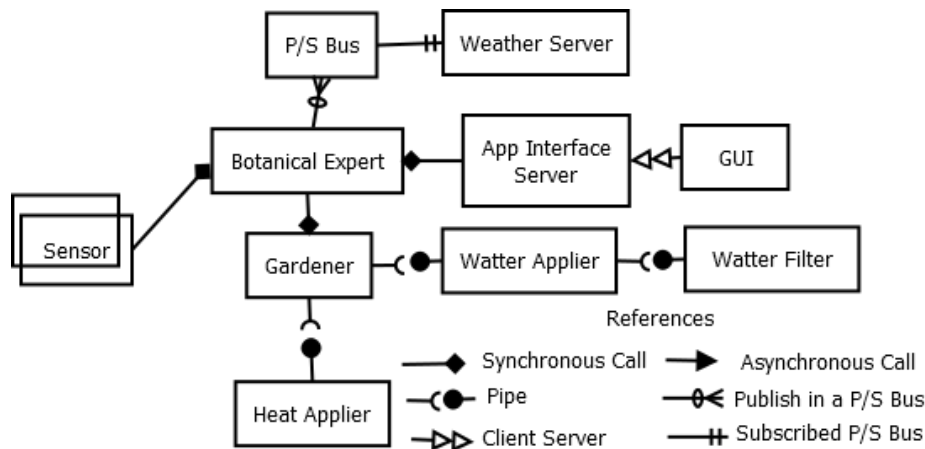 P/S Bus
Weather Server
Botanical Expert
App Interface
Server
GUI
Sensor
Gardener
Watter Applier
Watter Filter
Heat Applier
References
Synchronous Call
Asynchronous Call
Pipe
Publish in a P/S Bus
Client Server
Subscribed P/S Bus